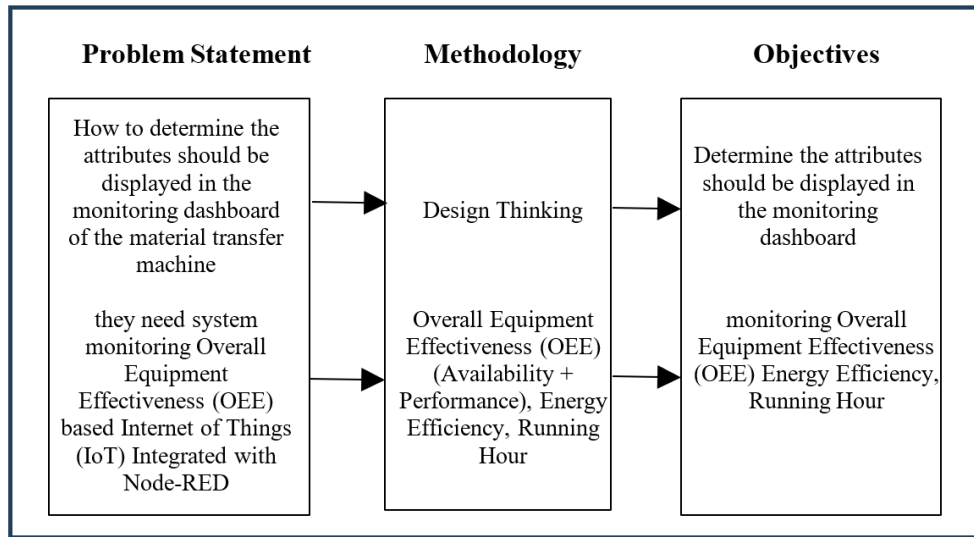 Problem Statement
Methodology
Objectives
How to determine the
attributes should be
displayed in the
monitoring dashboard
of the material transfer
machine
Design Thinking
Determine the attributes
should be displayed in
the monitoring
dashboard
they need system
monitoring Overall
Equipment
Effectiveness (OEE)
based Internet of Things
(IoT) Integrated with
Node-RED
Overall Equipment
Effectiveness (OEE)
(Availability +
Performance), Energy
Efficiency, Running
Hour
monitoring Overall
Equipment Effectiveness
(OEE) Energy Efficiency,
Running Hour